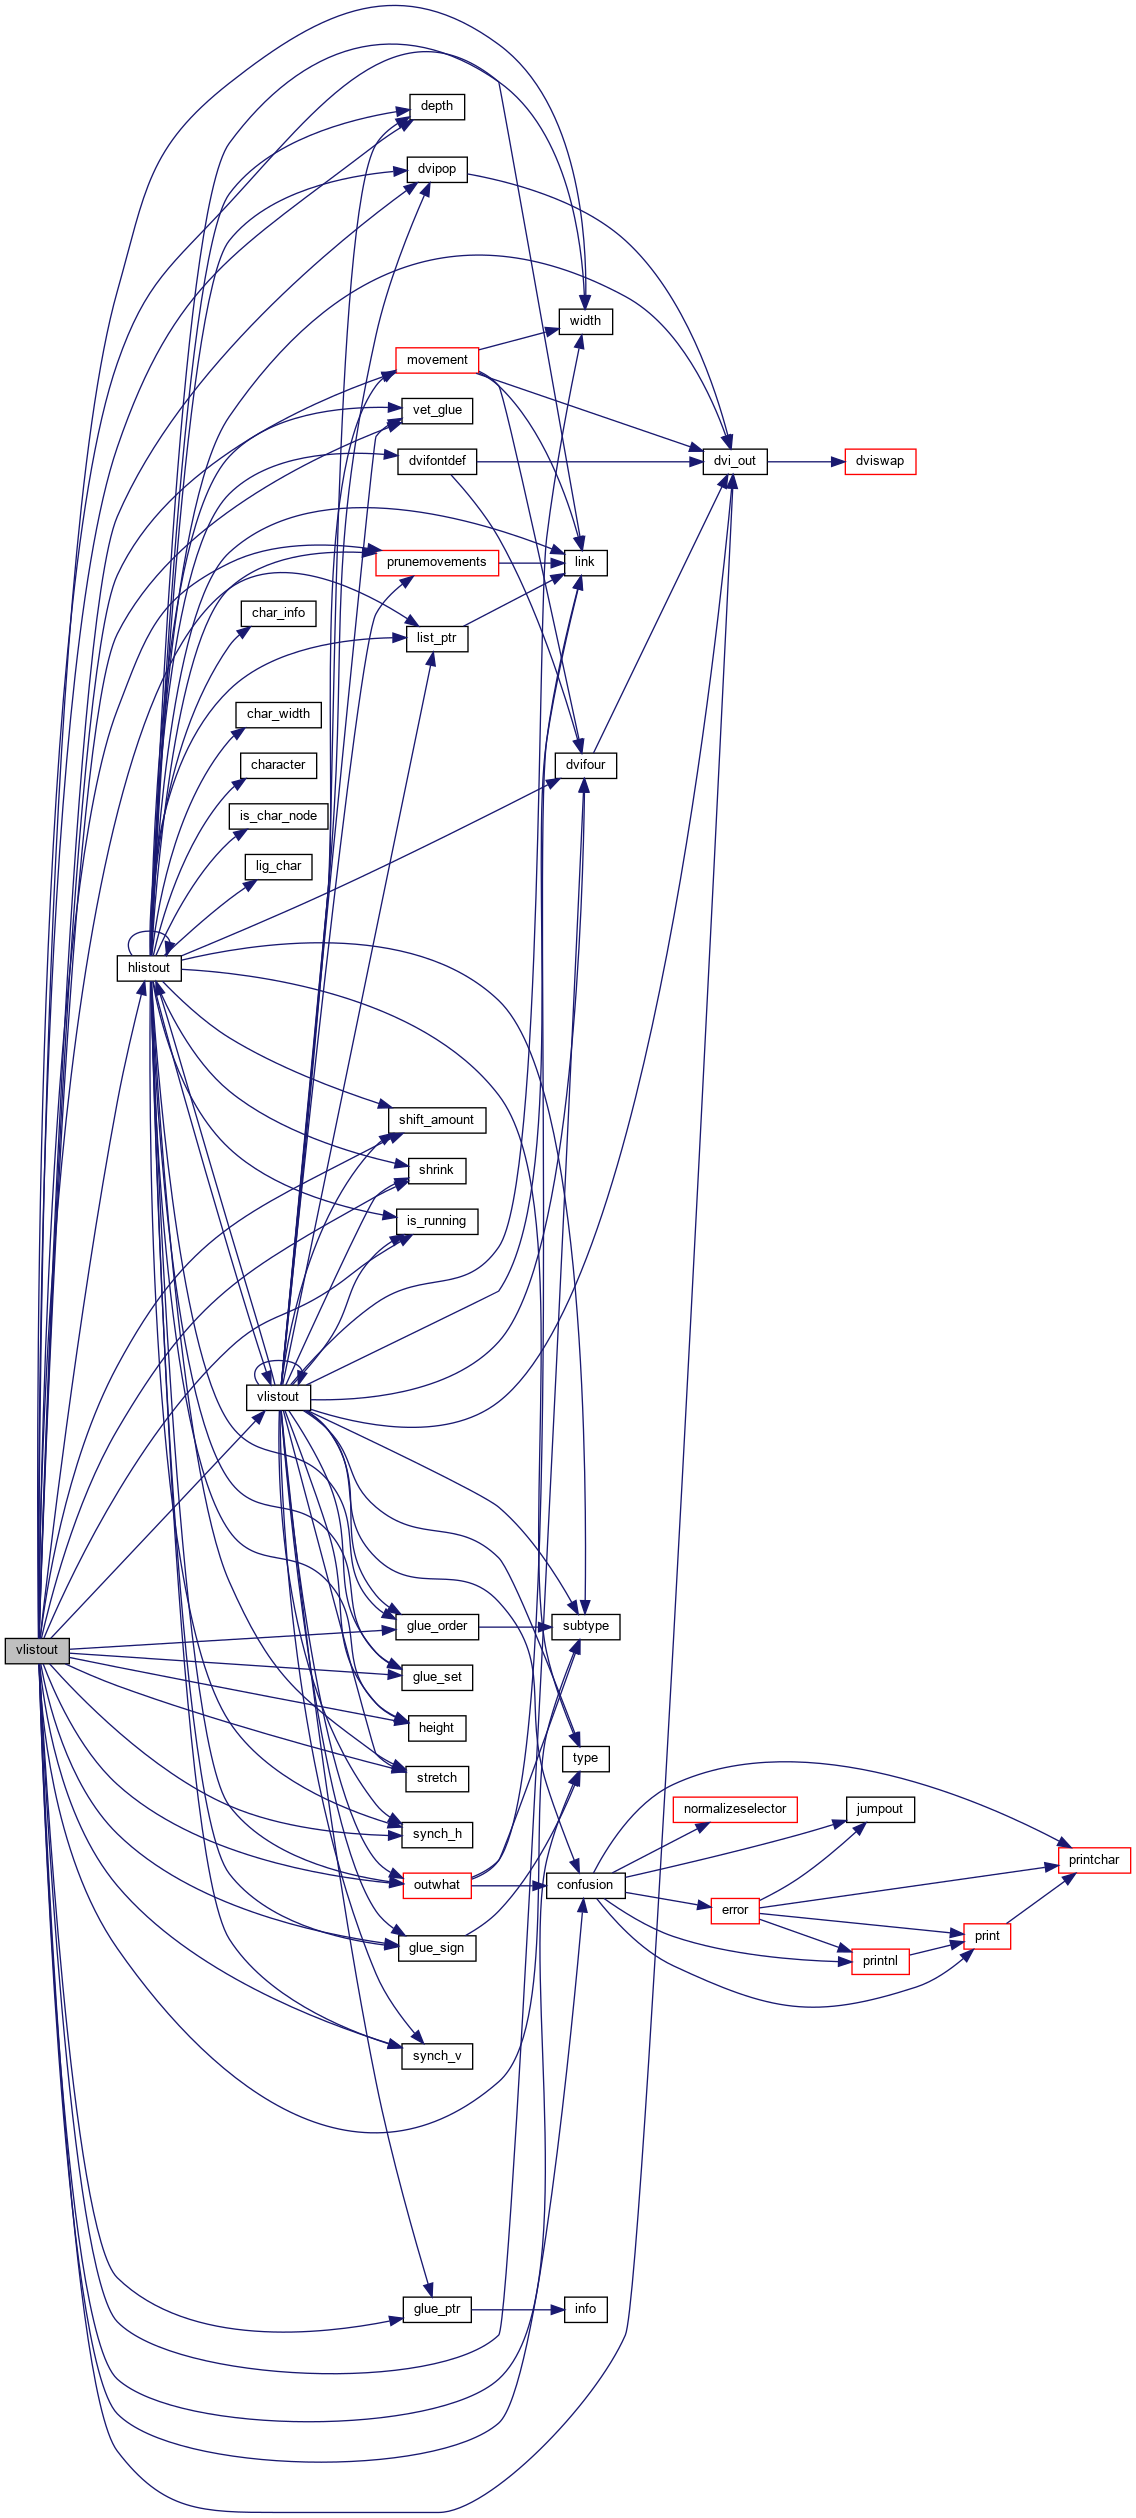 depth
dvipop
width
movement
vet_glue
dvifontdef
dvi_out
dviswap
prunemovements
link
char_info
list_ptr
char_width
character
dvifour
is_char_node
lig_char
hlistout
shift_amount
shrink
is_running
vlistout
glue_order
subtype
vlistout
glue_set
height
type
stretch
normalizeselector
jumpout
synch_h
printchar
outwhat
confusion
error
print
glue_sign
printnl
synch_v
glue_ptr
info